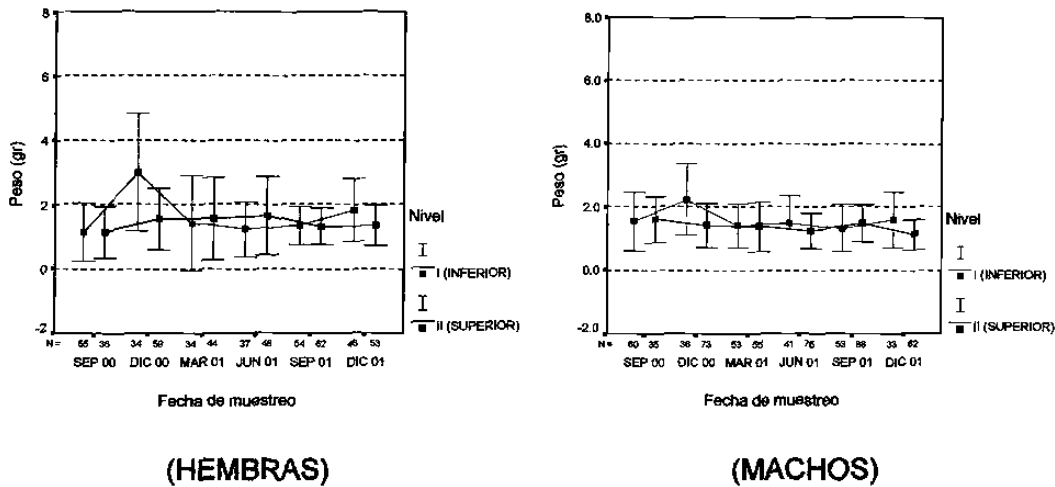 8
6
4
2
0
-2
Peso (gr)
Nivel
I (INFERIOR)
II (SUPERIOR)
N =
36 34 59 34 44 37 48 54 62 46 53
SEP 00 DIC 00 MAR 01 JUN 01 SEP 01 DIC 01
Fecha de muestreo
(HEMBRAS)
8.0
6.0
4.0
2.0
0.0
-2.0
Peso (gr)
Nivel
I (INFERIOR)
II (SUPERIOR)
60 35 36 73 53 65 41 76 53 33 62
SEP 00 DIC 00 MAR 01 JUN 01 SEP 01 DIC 01
Fecha de muestreo
(MACHOS)